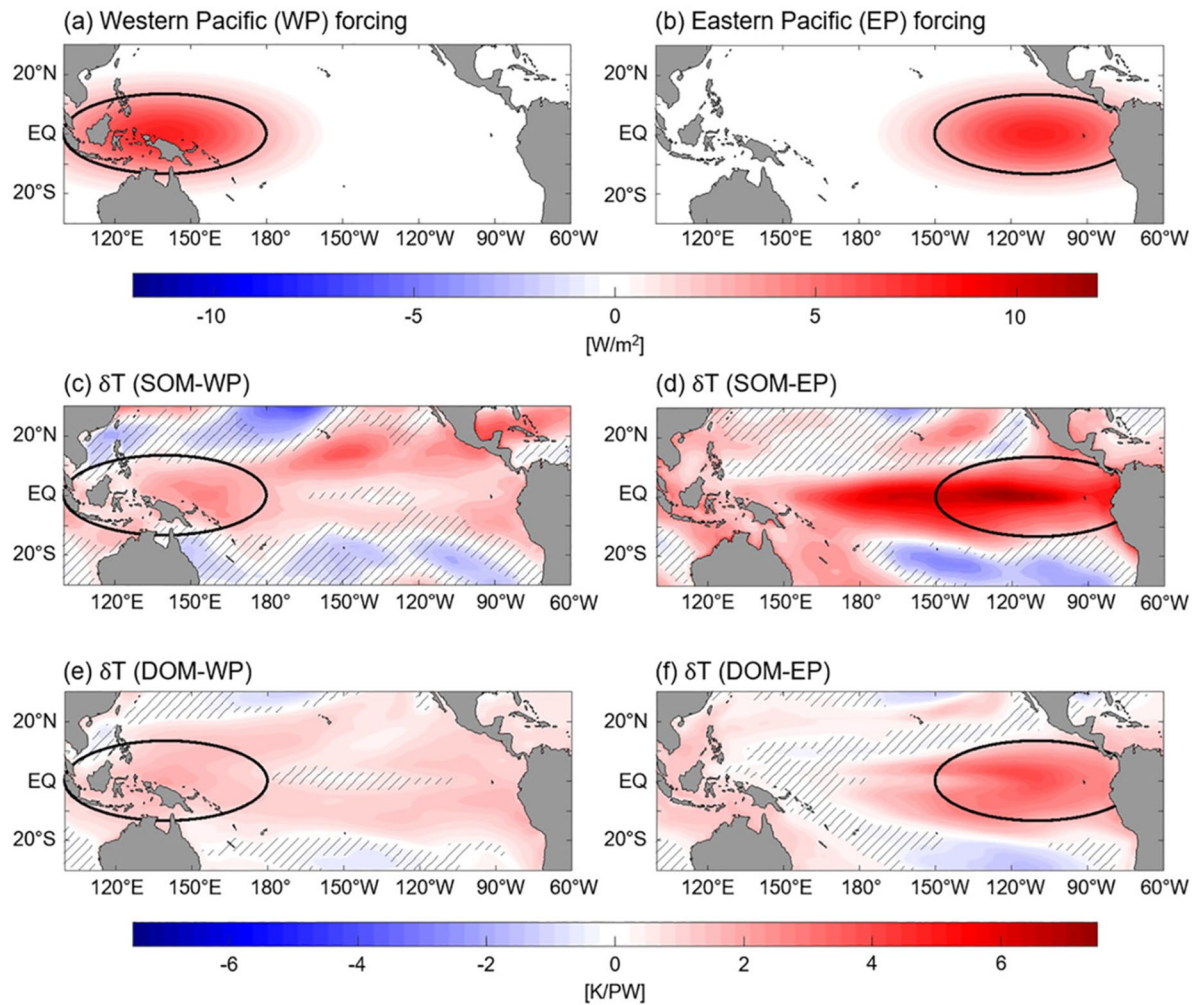 (a) Western Pacific (WP) forcing
(b) Eastern Pacific (EP) forcing
20°N
EQ
20°S
120°E 150°E 180° 150°W 120°W 90°W 60°W
120°E 150°E 180° 150°W 120°W 90°W 60°W
-10 -5 0 5 10
[W/m²]
(c) δT (SOM-WP)
(d) δT (SOM-EP)
20°N
20°N
EQ
EQ
20°S
20°S
120°E 150°E 180° 150°W 120°W 90°W 60°W
120°E 150°E 180° 150°W 120°W 90°W 60°W
(e) δT (DOM-WP)
(f) δT (DOM-EP)
20°N
20°N
EQ
EQ
20°S
20°S
120°E 150°E 180° 150°W 120°W 90°W 60°W
120°E 150°E 180° 150°W 120°W 90°W 60°W
-6 -4 -2 0 2 4 6
[K/PW]